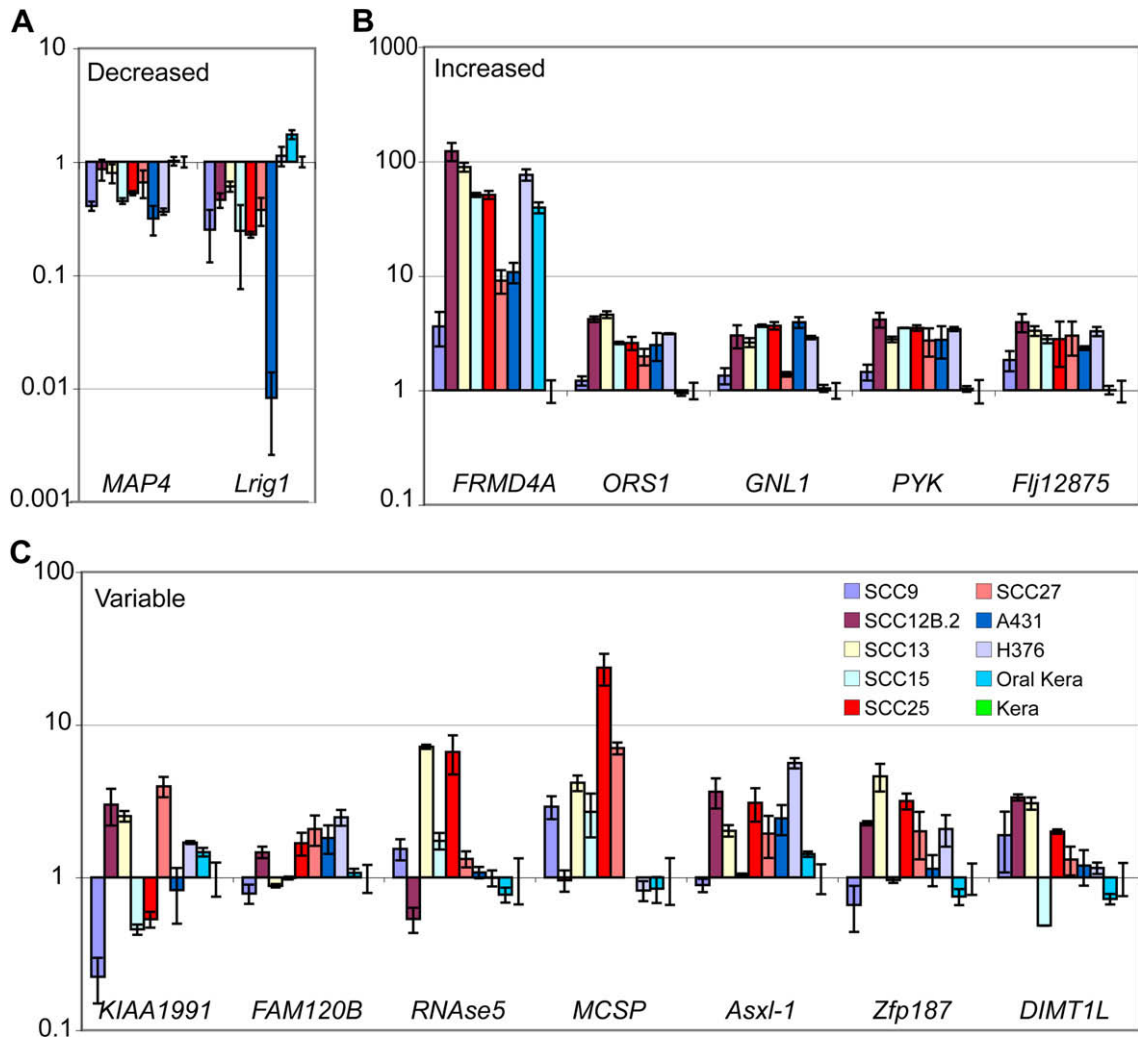 A
10
Decreased
1
0.1
0.01
0.001
MAP4 Lrig1
B
1000
Increased
100
10
1
0.1
FRMD4A ORS1 GNL1 PYK Flj12875
C
100
Variable
10
1
0.1
SCC9 SCC27
SCC12B.2 A431
SCC13 H376
SCC15 Oral Kera
SCC25 Kera
KIAA1991 FAM120B RNAse5 MCSP Asxl-1 Zfp187 DIMT1L